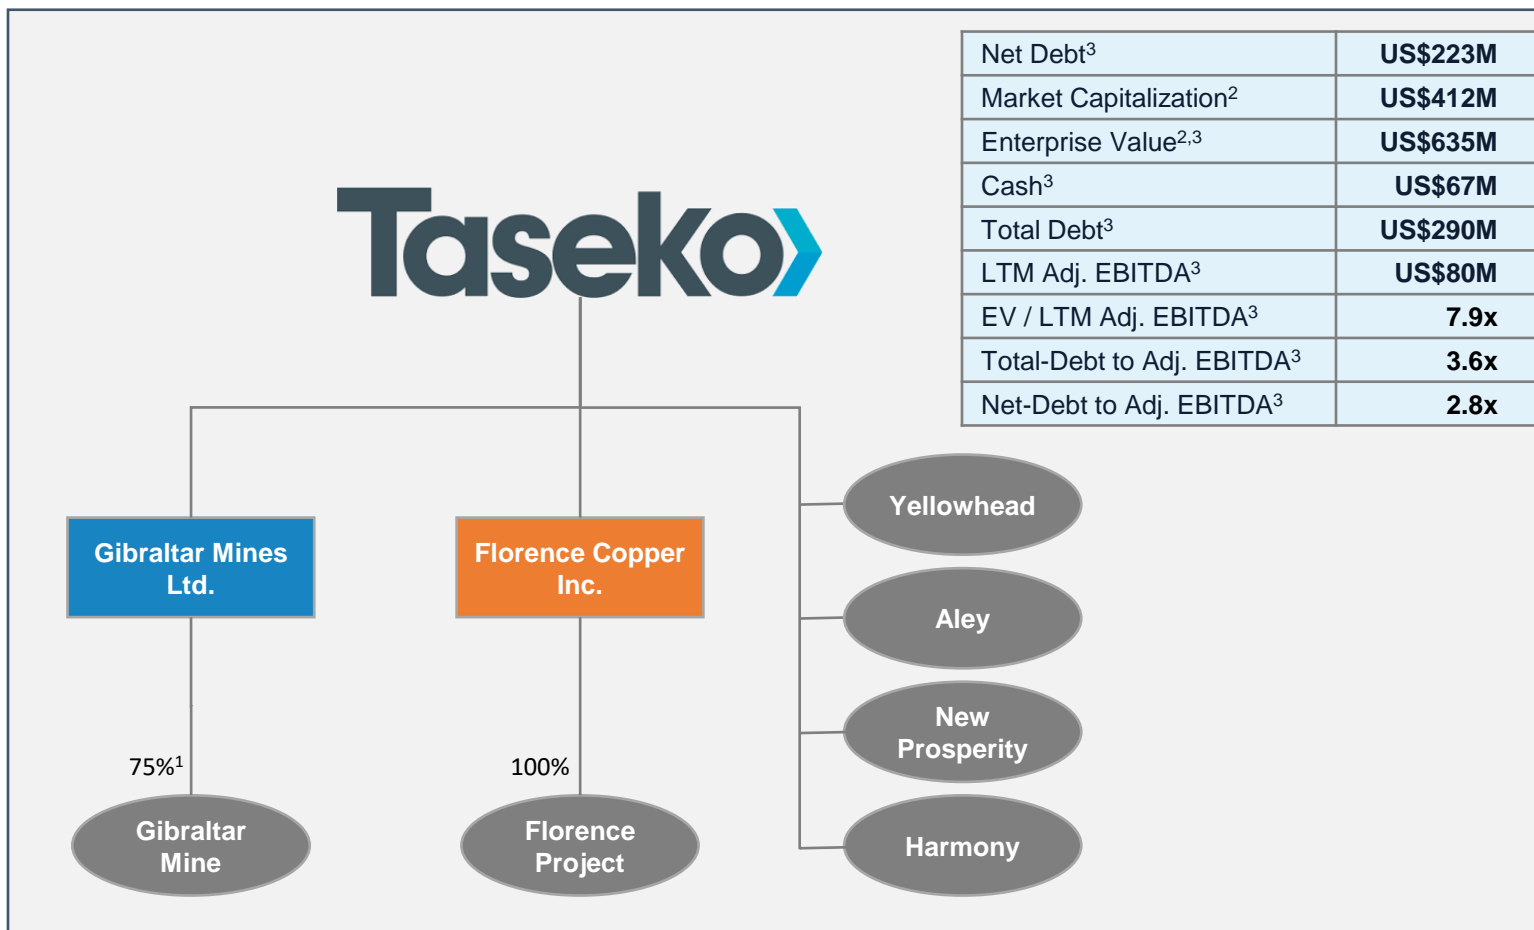 Net Debt³ US$223M
Market Capitalization² US$412M
Enterprise Value²,³ US$635M
Cash³ US$67M
Total Debt³ US$290M
LTM Adj. EBITDA³ US$80M
EV / LTM Adj. EBITDA³ 7.9x
Total-Debt to Adj. EBITDA³ 3.6x
Net-Debt to Adj. EBITDA³ 2.8x
Taseko
Gibraltar Mines
Ltd.
Florence Copper
Inc.
75%¹
100%
Gibraltar
Mine
Florence
Project
Yellowhead
Aley
New
Prosperity
Harmony